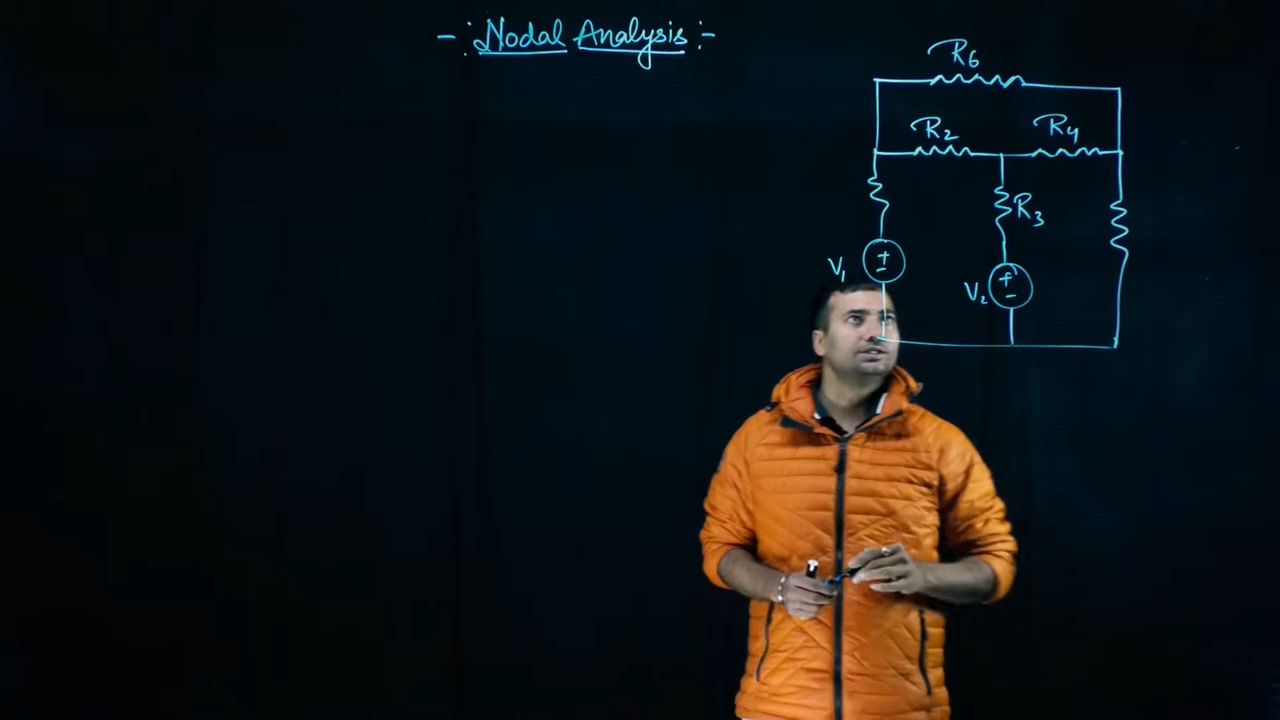 -: Nodal Analysis :-
R6
R2 R4
R3
V1
+
-
V2
+
-